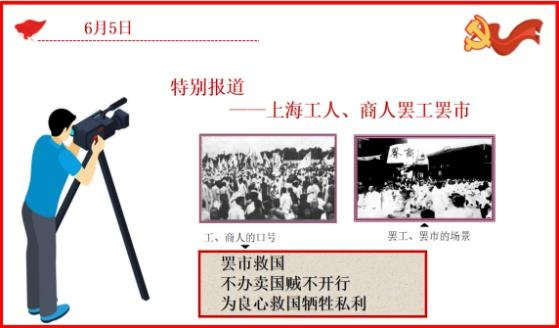 6月5日
特别报道
——上海工人、商人罢工罢市
商界
工、商人的口号
罢工、罢市的场景
罢市救国
不办卖国贼不开行
为良心救国牺牲私利